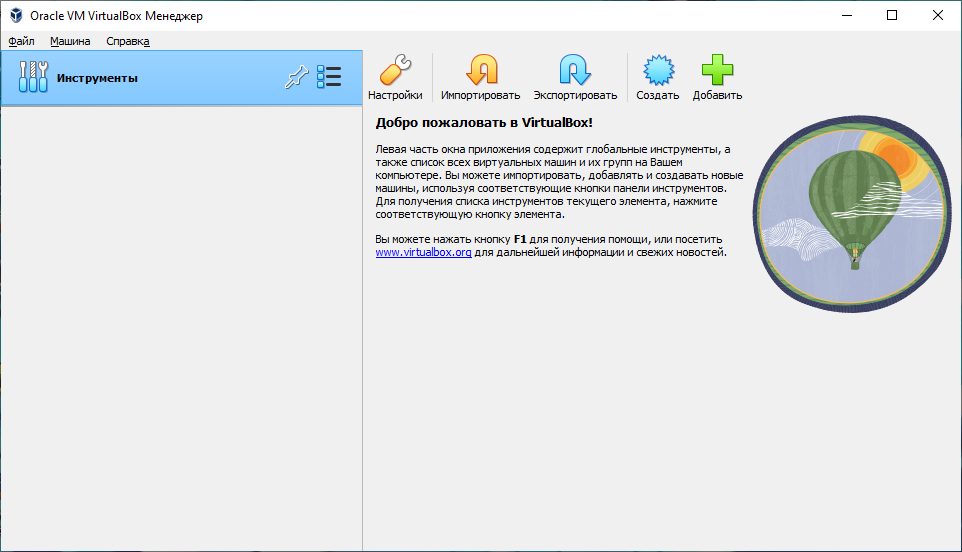 Oracle VM VirtualBox Менеджер
Файл Машина Справка
Инструменты
Настройки Импортировать Экспортировать Создать Добавить
Добро пожаловать в VirtualBox!
Левая часть окна приложения содержит глобальные инструменты, а
также список всех виртуальных машин и их групп на Вашем
компьютере. Вы можете импортировать, добавлять и создавать новые
машины, используя соответствующие кнопки панели инструментов.
Для получения списка инструментов текущего элемента, нажмите
соответствующую кнопку элемента.
Вы можете нажать кнопку F1 для получения помощи, или посетить
www.virtualbox.org для дальнейшей информации и свежих новостей.